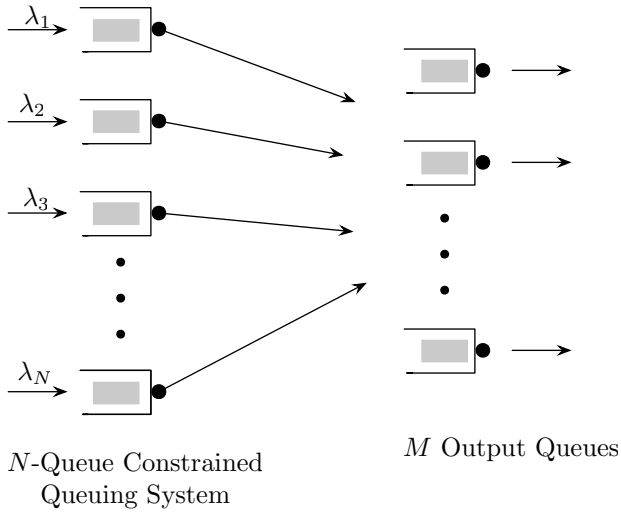 λ1
λ2
λ3
λN
N-Queue Constrained
Queuing System
M Output Queues